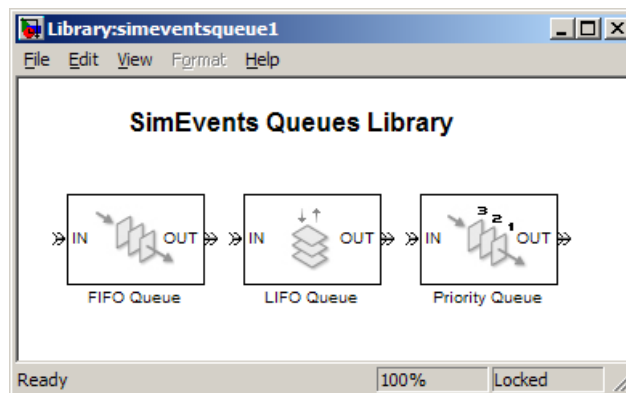 Library:simeventsqueue1
File Edit View Format Help
SimEvents Queues Library
IN OUT IN OUT IN 3 2 1 OUT
FIFO Queue LIFO Queue Priority Queue
Ready 100% Locked